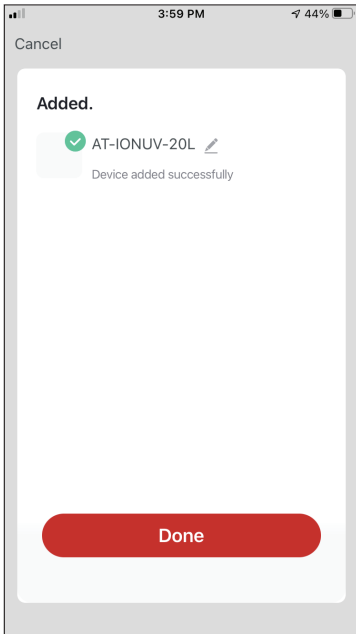 3:59 PM
44%
Cancel
Added.
AT-IONUV-20L
Device added successfully
Done